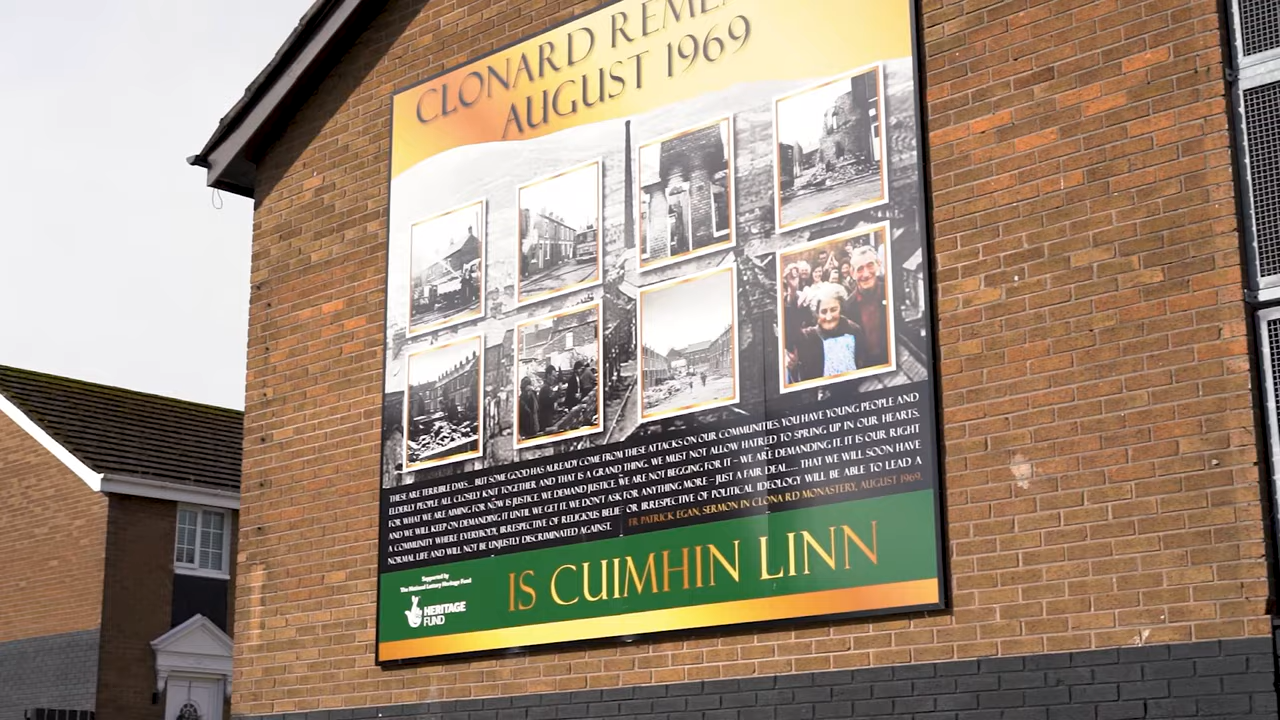 CLONARD REME
AUGUST 1969
THESE ARE TERRIBLE DAYS... BUT SOME GOOD HAS ALREADY COME FROM THESE ATTACKS ON OUR COMMUNITIES. YOU HAVE YOUNG PEOPLE AND
ELDERLY PEOPLE ALL CLOSELY KNIT TOGETHER AND THAT IS A GRAND THING. WE MUST NOT ALLOW HATRED TO SPRING UP IN OUR HEARTS.
FOR WHAT WE ARE AIMING FOR NOW IS JUSTICE. WE DEMAND JUSTICE. WE ARE NOT BEGGING FOR IT – WE ARE DEMANDING IT. IT IS OUR RIGHT
AND WE WILL KEEP ON DEMANDING IT UNTIL WE GET IT. WE DON'T ASK FOR ANYTHING MORE – JUST A FAIR DEAL..... THAT WE WILL SOON HAVE
A COMMUNITY WHERE EVERYBODY, IRRESPECTIVE OF RELIGIOUS BELIEF OR IRRESPECTIVE OF POLITICAL IDEOLOGY WILL BE ABLE TO LEAD A
NORMAL LIFE AND WILL NOT BE UNJUSTLY DISCRIMINATED AGAINST. FR PATRICK EGAN, SERMON IN CLONARD MONASTERY, AUGUST 1969.
Supported by
The National Lottery Heritage Fund
HERITAGE
FUND
IS CUIMHIN LINN